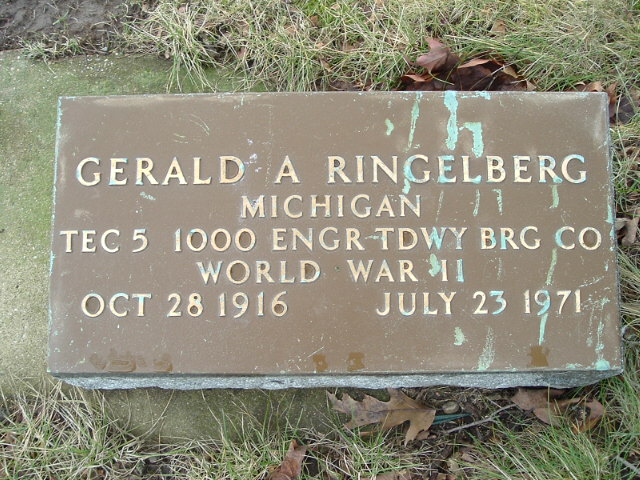 GERALD A RINGELBERG
MICHIGAN
TEC 5 1000 ENGR TDWY BRG CO
WORLD WAR II
OCT 28 1916 JULY 23 1971